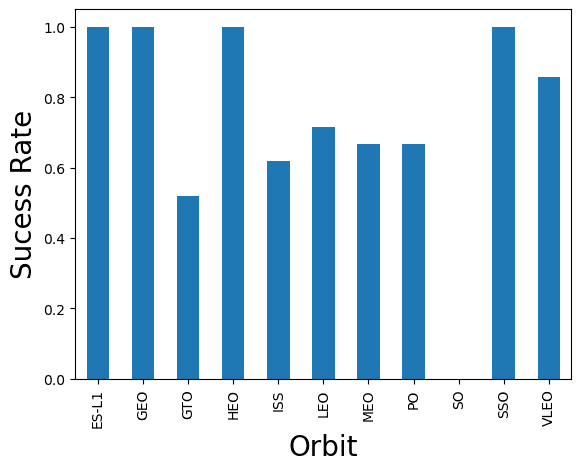 Sucess Rate
1.0
0.8
0.6
0.4
0.2
0.0
ES-L1
GEO
GTO
HEO
ISS
LEO
MEO
PO
SO
SSO
VLEO
Orbit